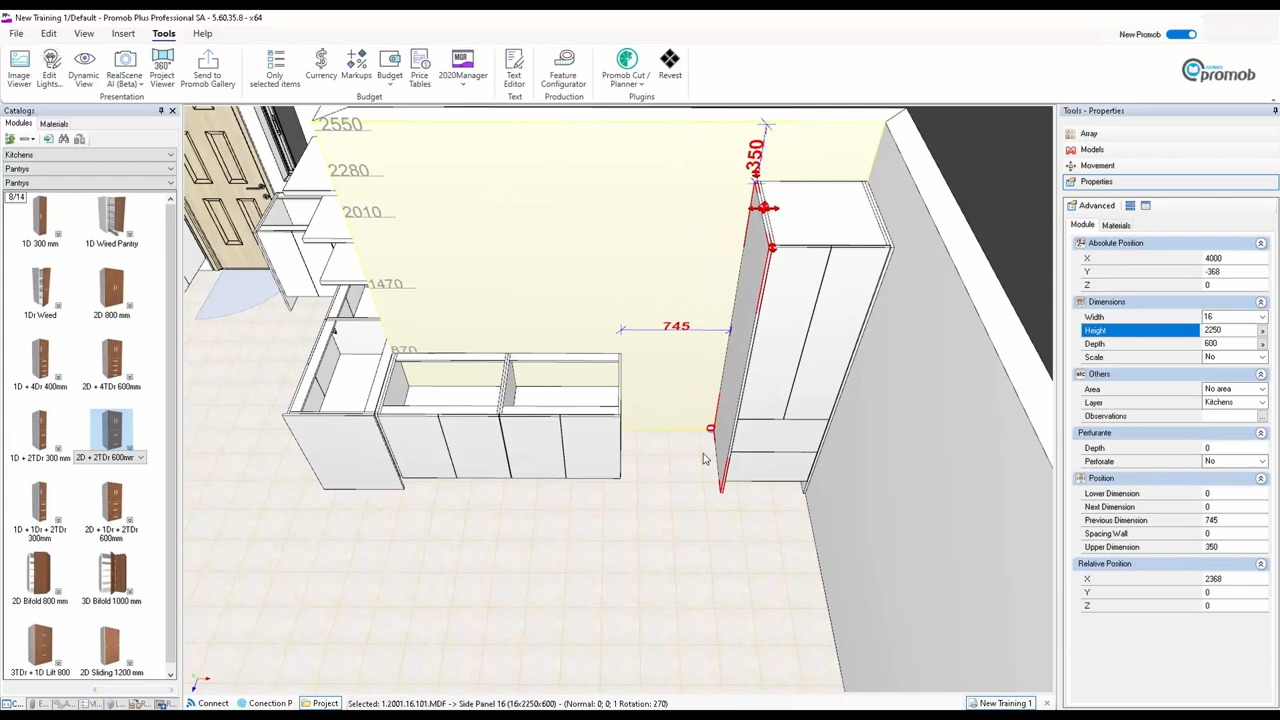 New Training 1/Default - Promob Plus Professional SA - 5.60.35.8 - x64
File Edit View Insert Tools Help
New Promob
Image Viewer
Edit Lights...
Dynamic View
RealScene AI (Beta)
Project Viewer
Send to Promob Gallery
Only selected items
Currency
Markups
Budget
Price Tables
2020Manager
Text Editor
Feature Configurator
Promob Cut / Planner
Revest
Presentation
Budget
Text
Production
Plugins
promob
Catalogs
Modules Materials
Kitchens
Pantrys
Pantrys
8/14
1D 300 mm
1D Wired Pantry
1Dr Wired
2D 800 mm
1D + 4Dr 400mm
2D + 4TDr 600mm
1D + 2TDr 300 mm
2D + 2TDr 600mm
1D + 1Dr + 2TDr 300mm
2D + 1Dr + 2TDr 600mm
2D Bifold 800 mm
3D Bifold 1000 mm
3TDr + 1D Lift 800
2D Sliding 1200 mm
2550
2280
2010
1470
870
350
745
Tools - Properties
Array
Models
Movement
Properties
Advanced
Module Materials
Absolute Position
X 4000
Y -368
Z 0
Dimensions
Width 16
Height 2250
Depth 600
Scale No
Others
Area No area
Layer Kitchens
Observations
Perfurante
Depth 0
Perforate No
Position
Lower Dimension 0
Next Dimension 0
Previous Dimension 745
Spacing Wall 0
Upper Dimension 350
Relative Position
X 2368
Y 0
Z 0
Connect Conection P Project Selected: 1.2001.16.101.MDF -> Side Panel 16 (16x2250x600) - (Normal: 0; 0; 1 Rotation: 270) New Training 1